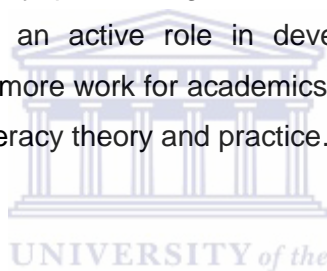 an active role in deve
more work for academics
eracy theory and practice.
UNIVERSITY of the